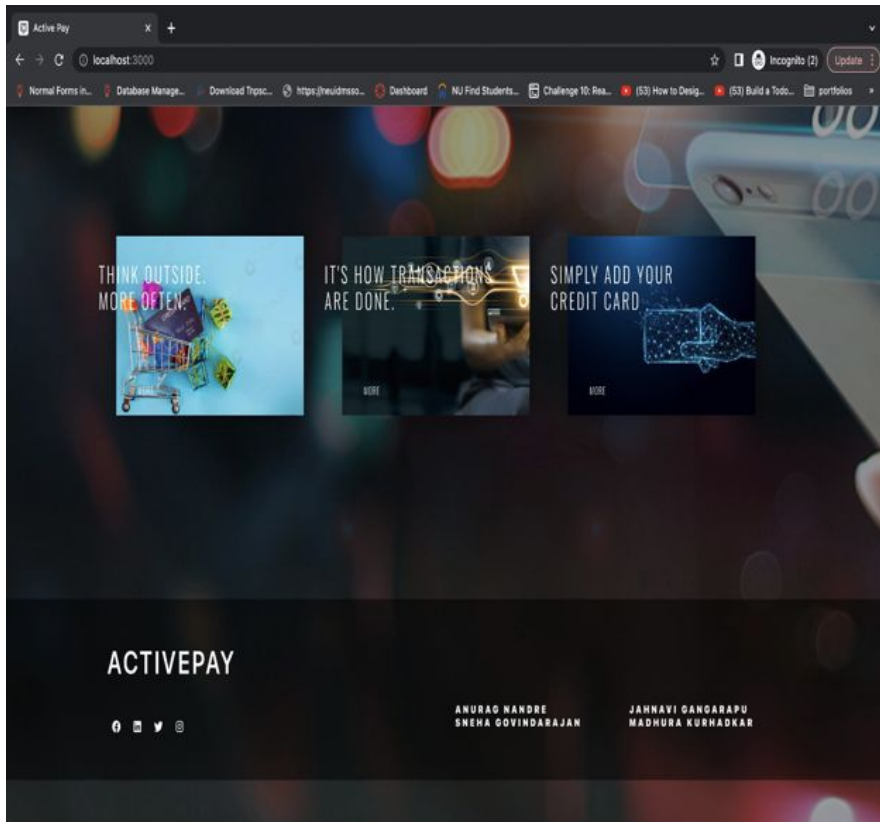 Active Pay
localhost:3000
Incognito (2)
Update
Normal Forms in...
Database Manage...
Download Tnpsc...
https://neuidmsso...
Dashboard
NU Find Students...
Challenge 10: Rea...
(53) How to Desig...
(53) Build a Todo...
portfolios
THINK OUTSIDE.
MORE OFTEN.
IT'S HOW TRANSACTIONS
ARE DONE.
MORE
SIMPLY ADD YOUR
CREDIT CARD
MORE
ACTIVEPAY
ANURAG NANDRE
SNEHA GOVINDARAJAN
JAHNAVI GANGARAPU
MADHURA KURHADKAR